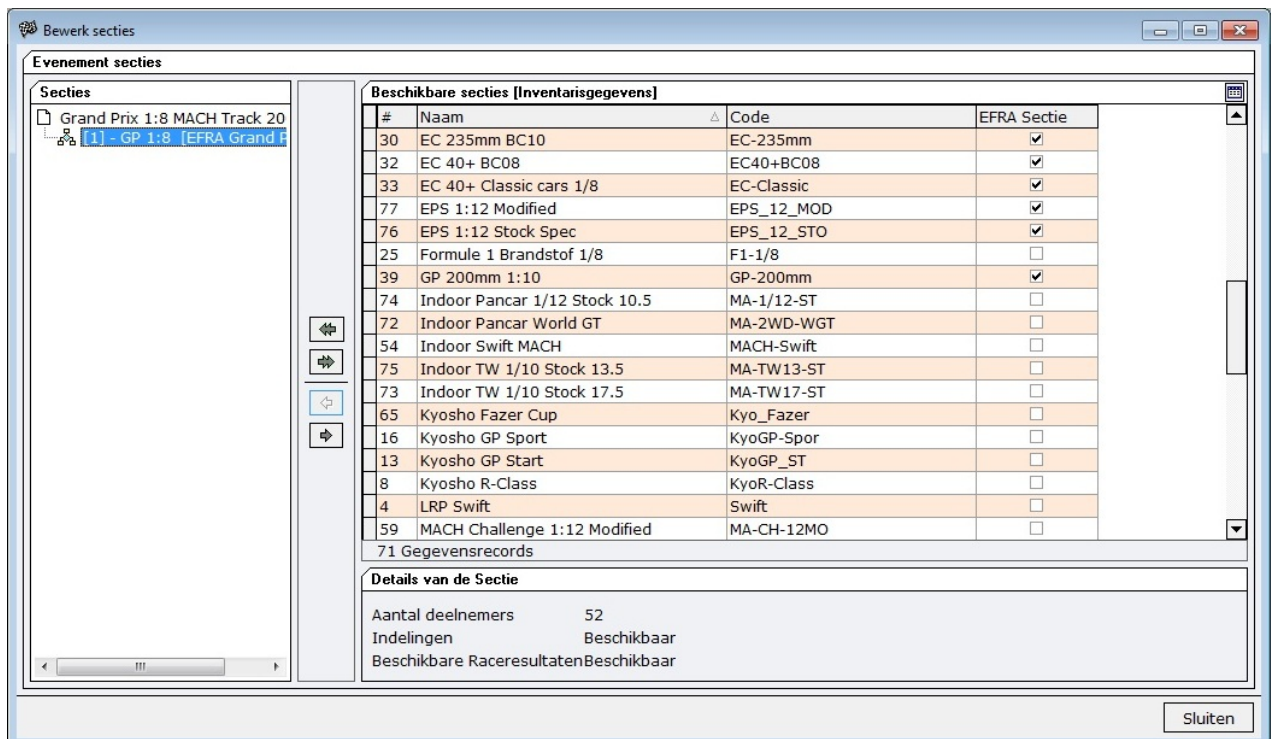 Bewerk secties
Evenement secties
Secties
Grand Prix 1:8 MACH Track 20
[1] - GP 1:8 [EFRA Grand P
Beschikbare secties [Inventarisgegevens]
# Naam Code EFRA Sectie
30 EC 235mm BC10 EC-235mm
32 EC 40+ BC08 EC40+BC08
33 EC 40+ Classic cars 1/8 EC-Classic
77 EPS 1:12 Modified EPS_12_MOD
76 EPS 1:12 Stock Spec EPS_12_STO
25 Formule 1 Brandstof 1/8 F1-1/8
39 GP 200mm 1:10 GP-200mm
74 Indoor Pancar 1/12 Stock 10.5 MA-1/12-ST
72 Indoor Pancar World GT MA-2WD-WGT
54 Indoor Swift MACH MACH-Swift
75 Indoor TW 1/10 Stock 13.5 MA-TW13-ST
73 Indoor TW 1/10 Stock 17.5 MA-TW17-ST
65 Kyosho Fazer Cup Kyo_Fazer
16 Kyosho GP Sport KyoGP-Spor
13 Kyosho GP Start KyoGP_ST
8 Kyosho R-Class KyoR-Class
4 LRP Swift Swift
59 MACH Challenge 1:12 Modified MA-CH-12MO
71 Gegevensrecords
Details van de Sectie
Aantal deelnemers 52
Indelingen Beschikbaar
Beschikbare Raceresultaten Beschikbaar
Sluiten